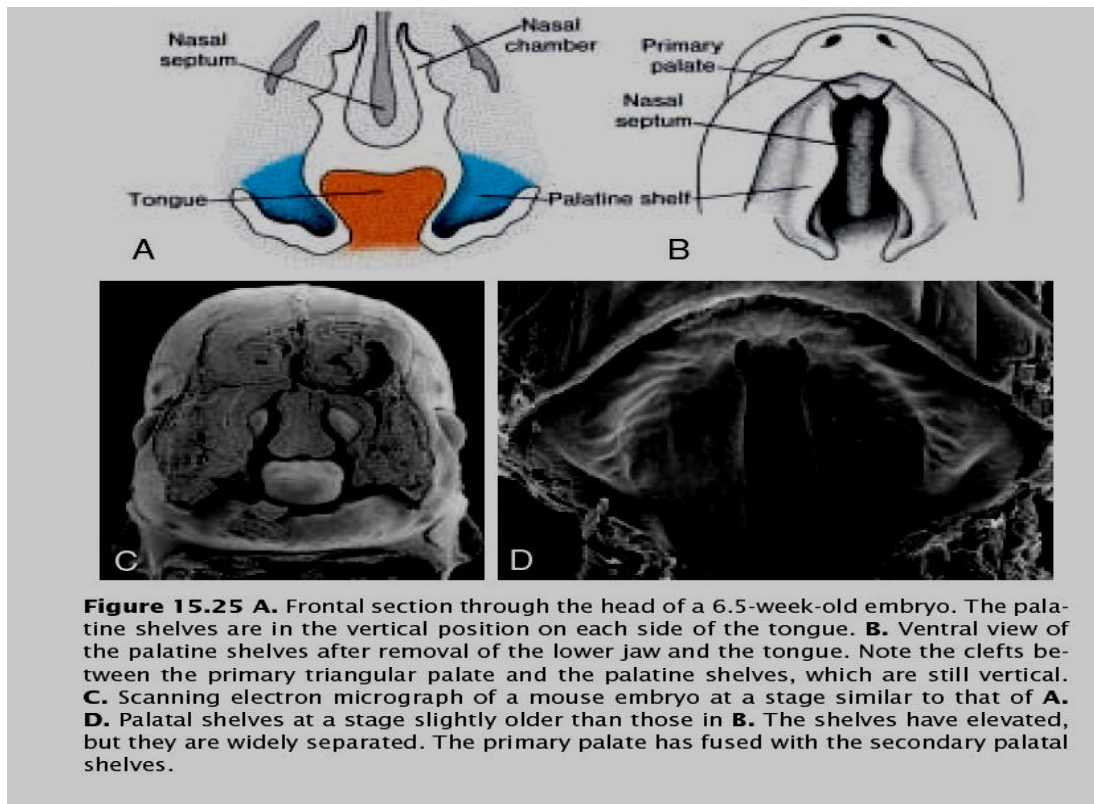 Nasal
septum
Nasal
chamber
Primary
palate
Nasal
septum
Tongue
Palatine shelf
A
B
C
D
Figure 15.25 A. Frontal section through the head of a 6.5-week-old embryo. The pala-
tine shelves are in the vertical position on each side of the tongue. B. Ventral view of
the palatine shelves after removal of the lower jaw and the tongue. Note the clefts be-
tween the primary triangular palate and the palatine shelves, which are still vertical.
C. Scanning electron micrograph of a mouse embryo at a stage similar to that of A.
D. Palatal shelves at a stage slightly older than those in B. The shelves have elevated,
but they are widely separated. The primary palate has fused with the secondary palatal
shelves.